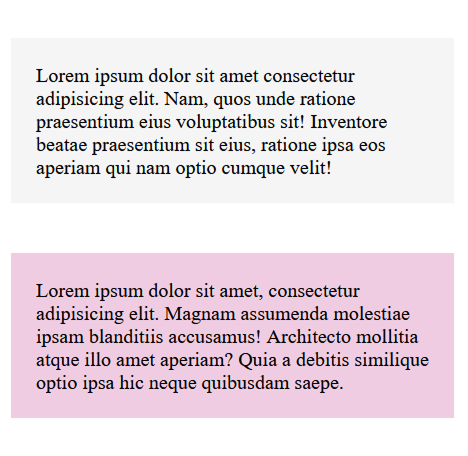 Lorem ipsum dolor sit amet consectetur
adipisicing elit. Nam, quos unde ratione
praesentium eius voluptatibus sit! Inventore
beatae praesentium sit eius, ratione ipsa eos
aperiam qui nam optio cumque velit!
Lorem ipsum dolor sit amet, consectetur
adipisicing elit. Magnam assumenda molestiae
ipsam blanditiis accusamus! Architecto mollitia
atque illo amet aperiam? Quia a debitis similique
optio ipsa hic neque quibusdam saepe.